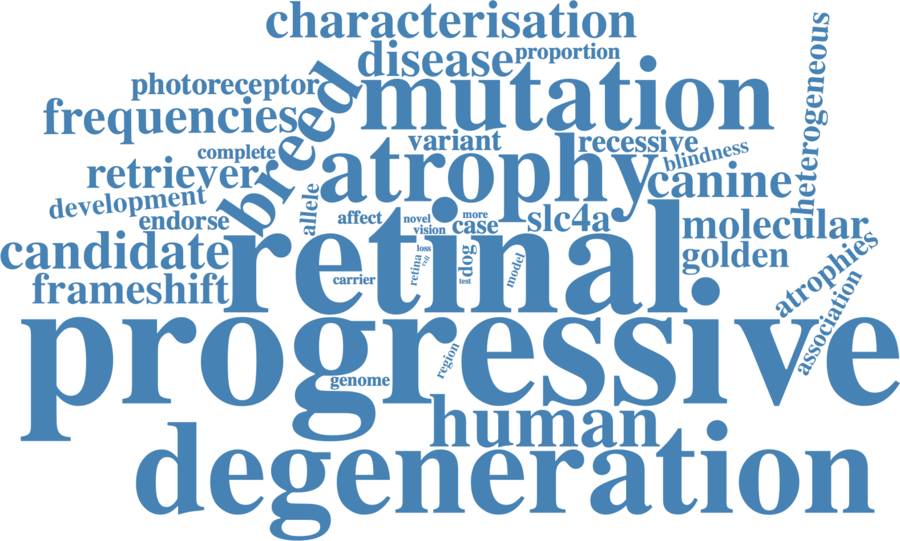 characterisation
disease
proportion
heterogeneous
photoreceptor
mutation
frequencies
breed
variant
recessive
complete
blindness
retriever
atrophy
canine
development
allele
endorse
affect
novel
more
slc4a
vision
case
molecular
candidate
retinal
loss
dog
golden
retina
model
atrophies
frameshift
carrier
test
association
progressive
region
genome
human
degeneration